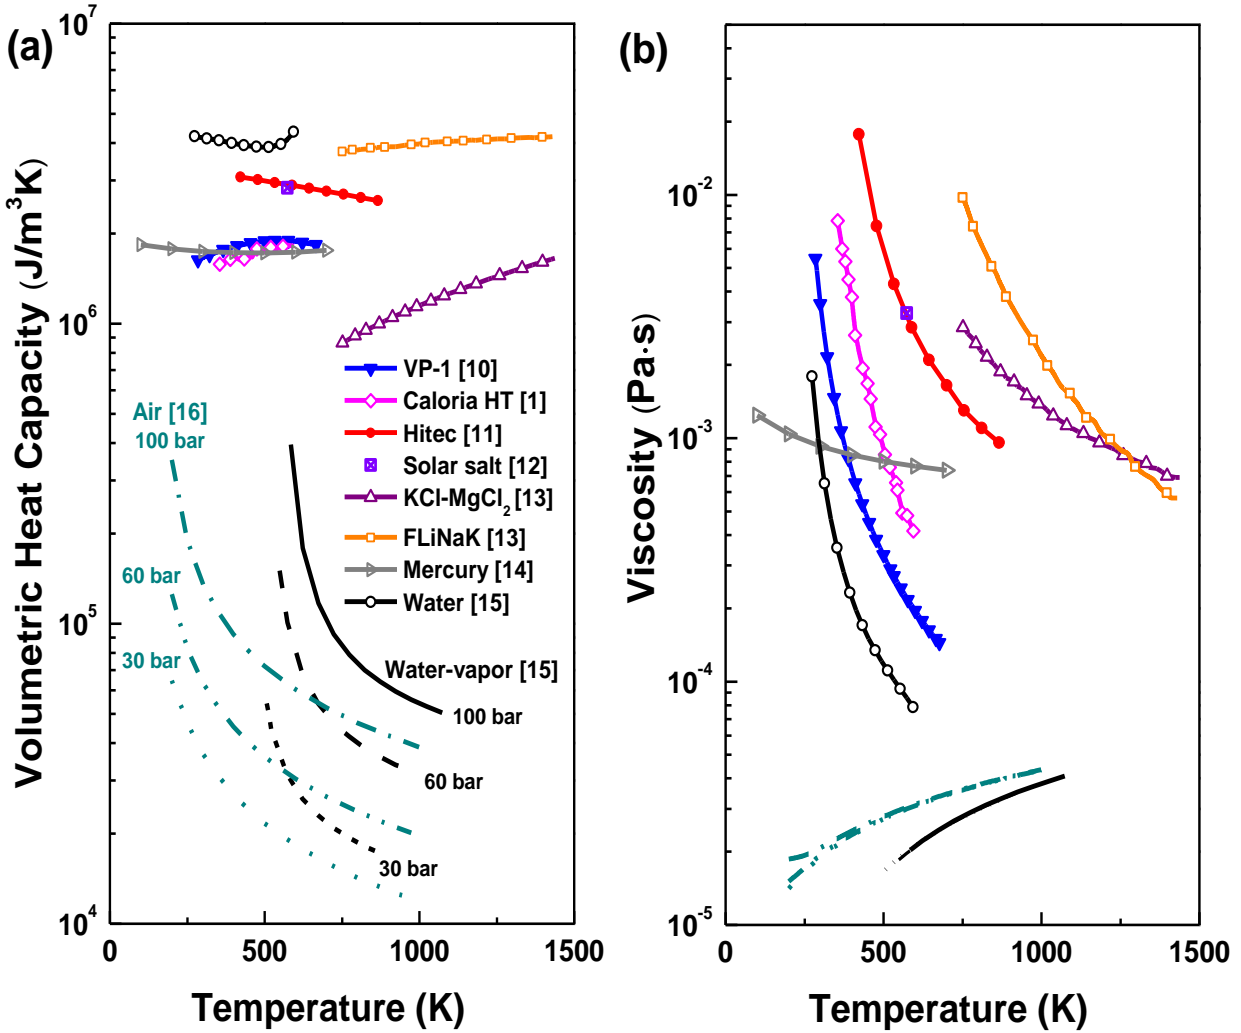 (a)
10^7
10^6
10^5
10^4
Volumetric Heat Capacity (J/m^3K)
Air [16]
100 bar
60 bar
30 bar
VP-1 [10]
Caloria HT [1]
Hitec [11]
Solar salt [12]
KCl-MgCl_2 [13]
FLiNaK [13]
Mercury [14]
Water [15]
Water-vapor [15]
100 bar
60 bar
30 bar
0
500
1000
1500
Temperature (K)
(b)
10^-2
10^-3
10^-4
10^-5
Viscosity (Pa·s)
0
500
1000
1500
Temperature (K)